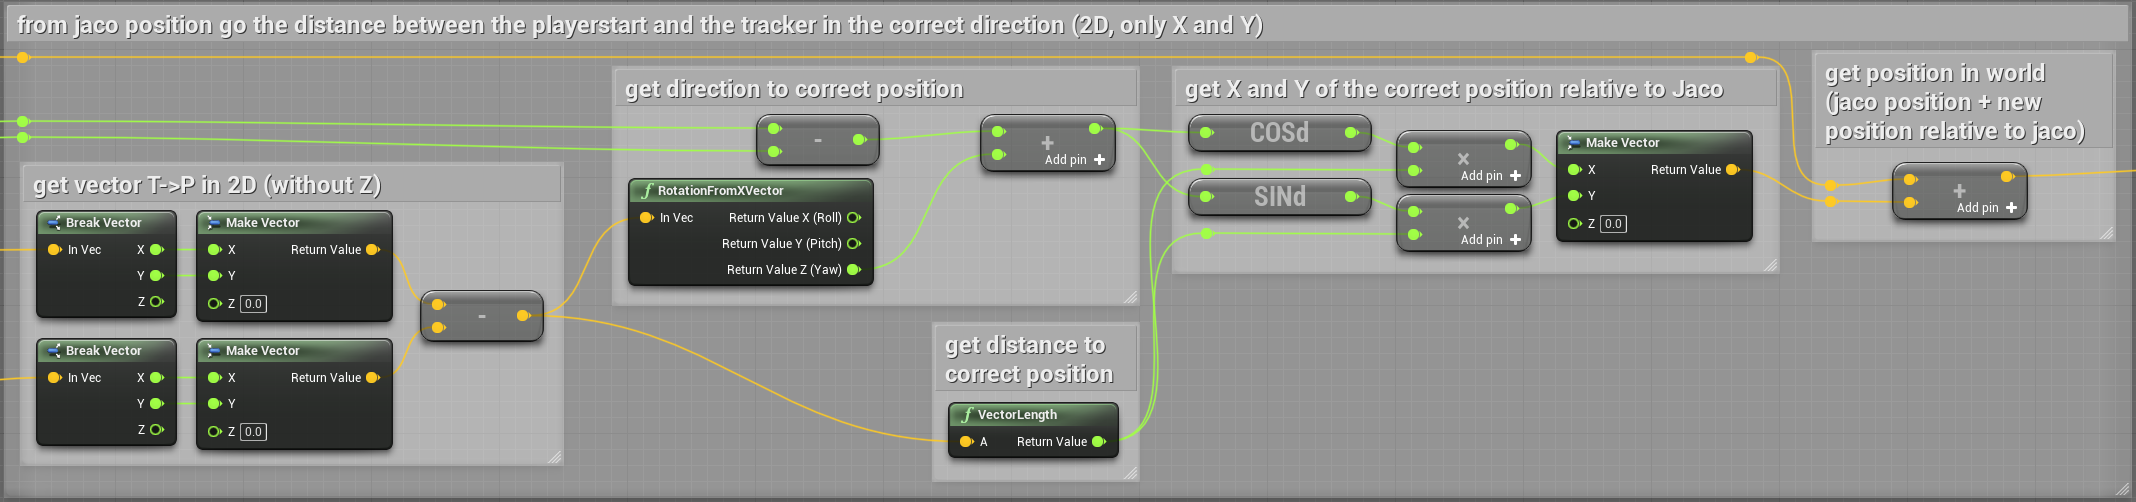 from jaco position go the distance between the playerstart and the tracker in the correct direction (2D, only X and Y)
get vector T->P in 2D (without Z)
Break Vector
In Vec X
Y
Z
Make Vector
X Return Value
Y
Z 0.0
Break Vector
In Vec X
Y
Z
Make Vector
X Return Value
Y
Z 0.0
-
get direction to correct position
-
+
Add pin +
f RotationFromXVector
In Vec Return Value X (Roll)
Return Value Y (Pitch)
Return Value Z (Yaw)
get distance to
correct position
f VectorLength
A Return Value
get X and Y of the correct position relative to Jaco
COSd
SINd
×
Add pin +
×
Add pin +
Make Vector
X Return Value
Y
Z 0.0
get position in world
(jaco position + new
position relative to jaco)
+
Add pin +